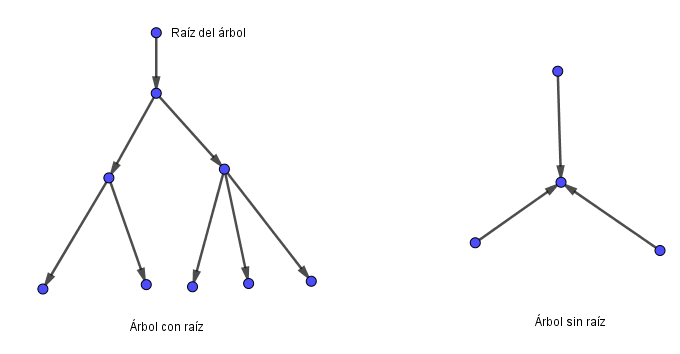 Raíz del árbol
Árbol con raíz
Árbol sin raíz